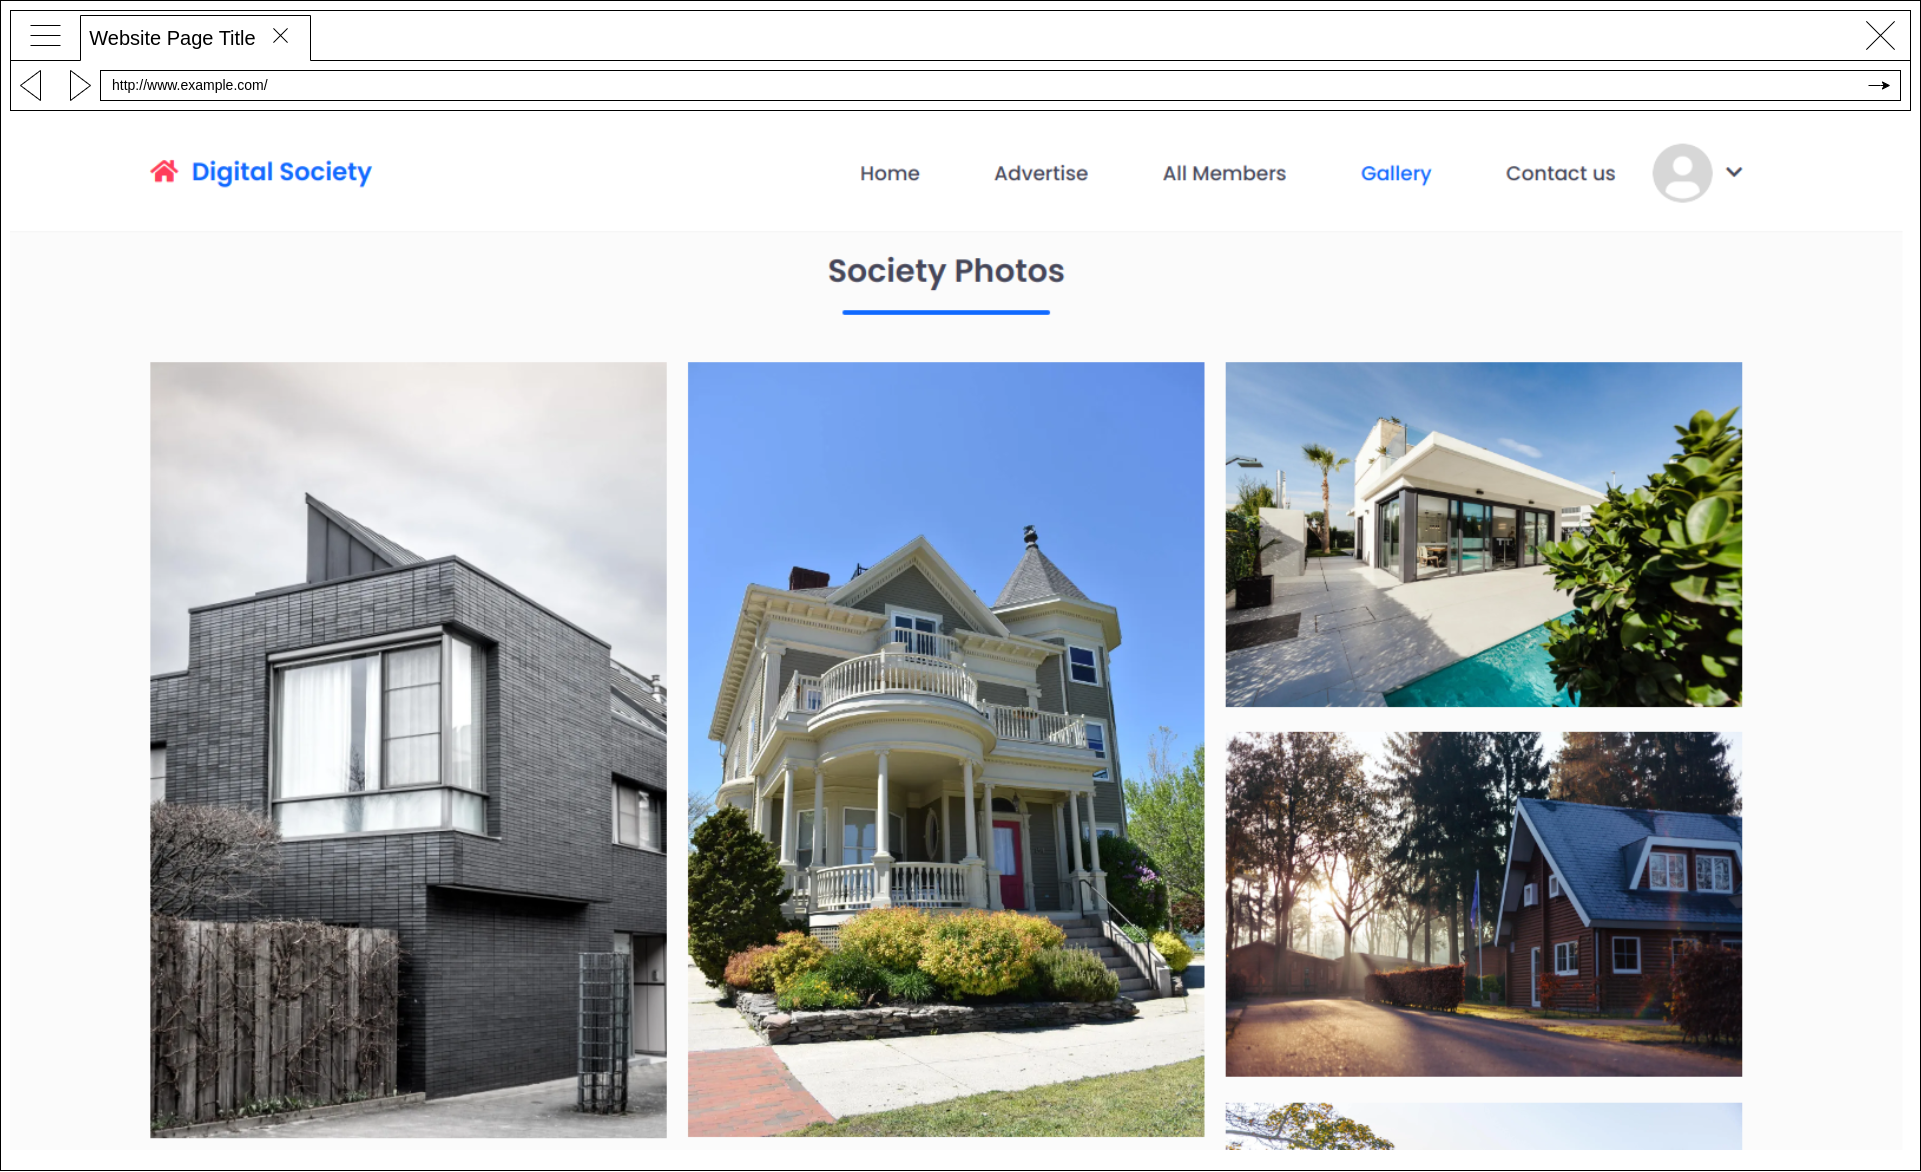 Website Page Title
http://www.example.com/
Digital Society
Home
Advertise
All Members
Gallery
Contact us
Society Photos